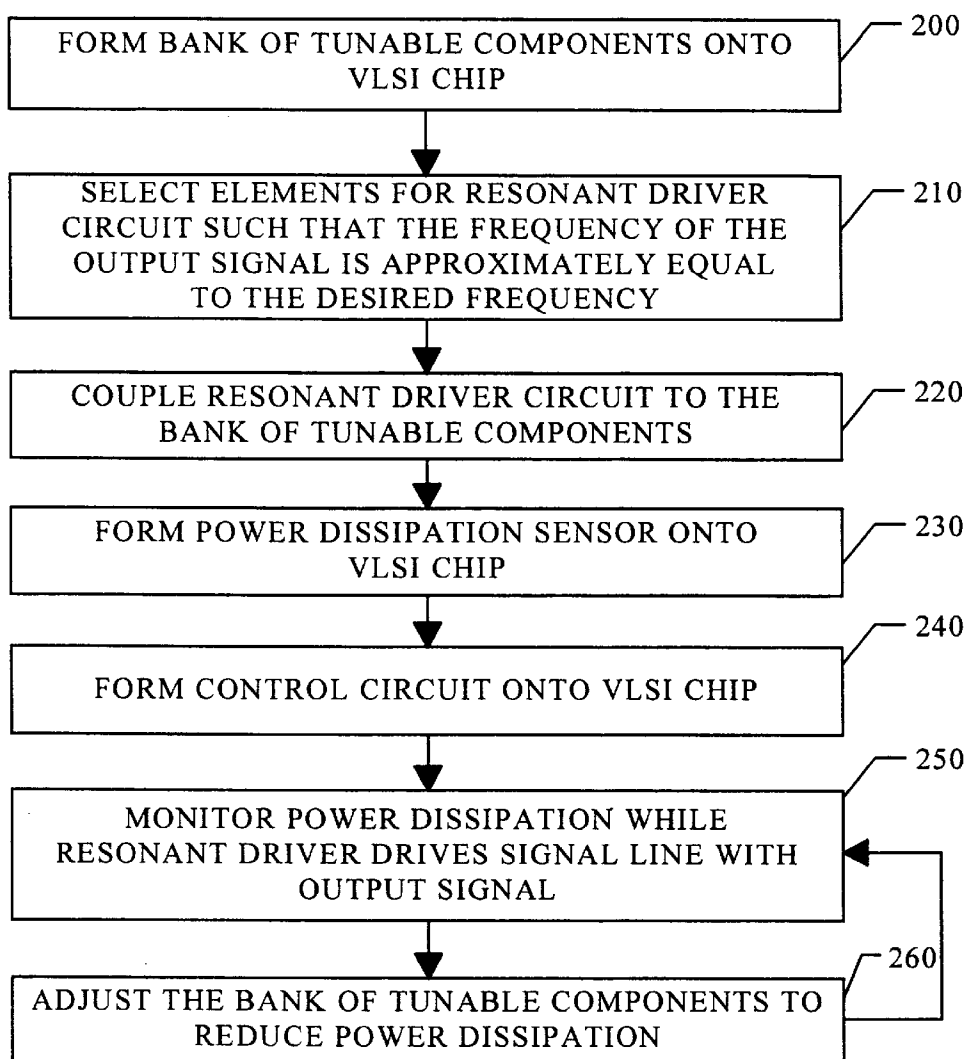 200
FORM BANK OF TUNABLE COMPONENTS ONTO
VLSI CHIP
210
SELECT ELEMENTS FOR RESONANT DRIVER
CIRCUIT SUCH THAT THE FREQUENCY OF THE
OUTPUT SIGNAL IS APPROXIMATELY EQUAL
TO THE DESIRED FREQUENCY
220
COUPLE RESONANT DRIVER CIRCUIT TO THE
BANK OF TUNABLE COMPONENTS
230
FORM POWER DISSIPATION SENSOR ONTO
VLSI CHIP
240
FORM CONTROL CIRCUIT ONTO VLSI CHIP
250
MONITOR POWER DISSIPATION WHILE
RESONANT DRIVER DRIVES SIGNAL LINE WITH
OUTPUT SIGNAL
260
ADJUST THE BANK OF TUNABLE COMPONENTS TO
REDUCE POWER DISSIPATION